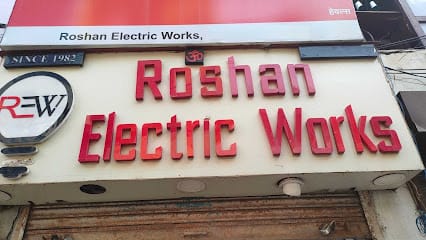 Roshan Electric Works,
SINCE 1982
ॐ
Roshan
REW
Electric Works